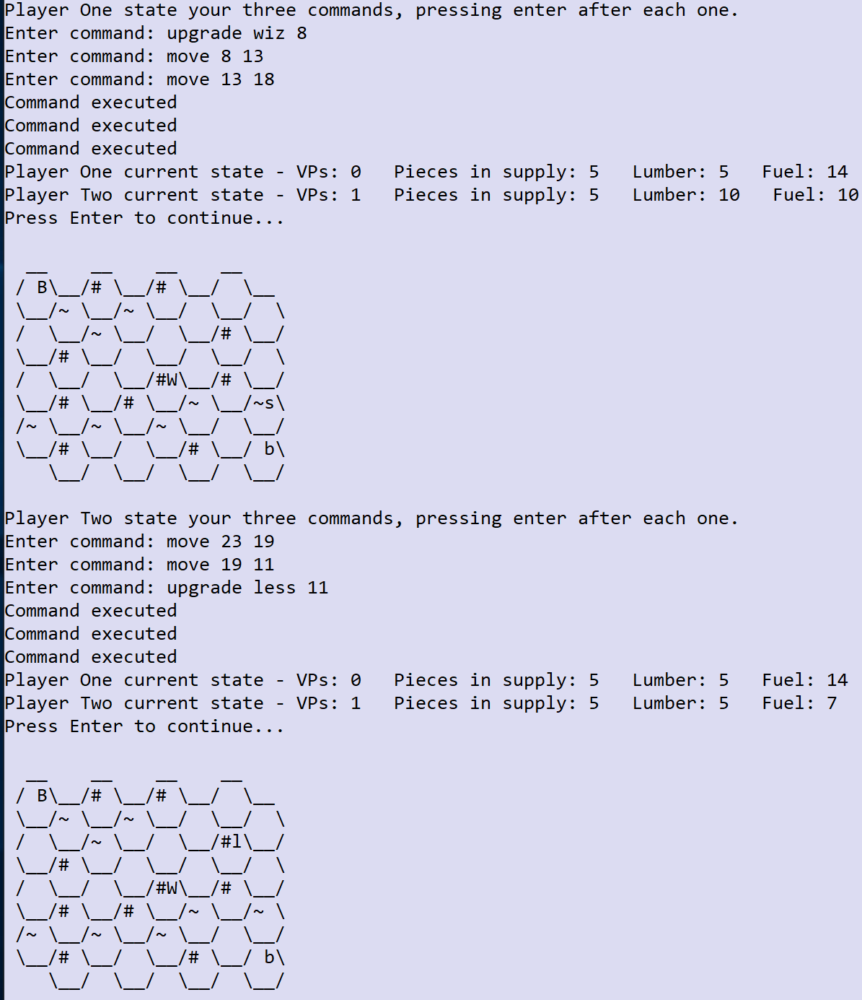 Player One state your three commands, pressing enter after each one.
Enter command: upgrade wiz 8
Enter command: move 8 13
Enter command: move 13 18
Command executed
Command executed
Command executed
Player One current state - VPs: 0   Pieces in supply: 5   Lumber: 5   Fuel: 14
Player Two current state - VPs: 1   Pieces in supply: 5   Lumber: 10   Fuel: 10
Press Enter to continue...
  __    __    __    __
 / B\__/# \__/# \__/  \__
 \__/~ \__/~ \__/  \__/  \
 /  \__/~ \__/  \__/# \__/
 \__/# \__/  \__/  \__/  \
 /  \__/  \__/#W\__/# \__/
 \__/# \__/# \__/~ \__/~s\
 /~ \__/~ \__/~ \__/  \__/
 \__/# \__/  \__/# \__/ b\
    \__/  \__/  \__/  \__/
Player Two state your three commands, pressing enter after each one.
Enter command: move 23 19
Enter command: move 19 11
Enter command: upgrade less 11
Command executed
Command executed
Command executed
Player One current state - VPs: 0   Pieces in supply: 5   Lumber: 5   Fuel: 14
Player Two current state - VPs: 1   Pieces in supply: 5   Lumber: 5   Fuel: 7
Press Enter to continue...
  __    __    __    __
 / B\__/# \__/# \__/  \__
 \__/~ \__/~ \__/  \__/  \
 /  \__/~ \__/  \__/#l\__/
 \__/# \__/  \__/  \__/  \
 /  \__/  \__/#W\__/# \__/
 \__/# \__/# \__/~ \__/~ \
 /~ \__/~ \__/~ \__/  \__/
 \__/# \__/  \__/# \__/ b\
    \__/  \__/  \__/  \__/